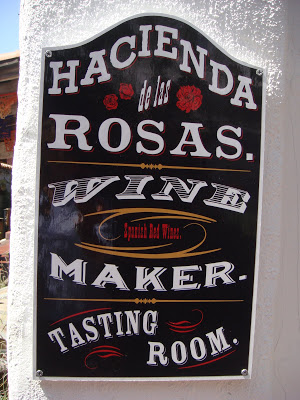 HACIENDA
de las
ROSAS.
WINE
Spanish Red Wines.
MAKER.
TASTING
ROOM.